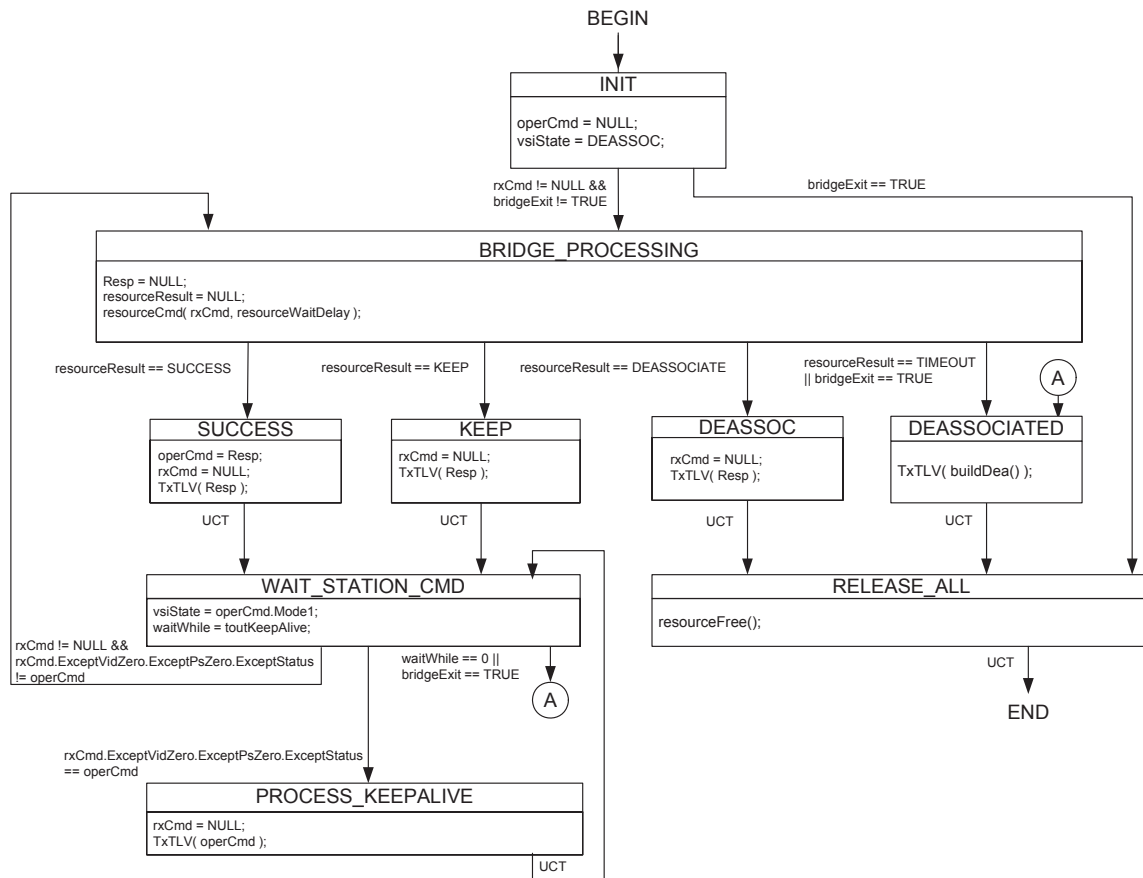 BEGIN
INIT
operCmd = NULL;
vsiState = DEASSOC;
rxCmd != NULL &&
bridgeExit != TRUE
bridgeExit == TRUE
BRIDGE_PROCESSING
Resp = NULL;
resourceResult = NULL;
resourceCmd( rxCmd, resourceWaitDelay );
resourceResult == SUCCESS
resourceResult == KEEP
resourceResult == DEASSOCIATE
resourceResult == TIMEOUT
|| bridgeExit == TRUE
A
SUCCESS
operCmd = Resp;
rxCmd = NULL;
TxTLV( Resp );
KEEP
rxCmd = NULL;
TxTLV( Resp );
DEASSOC
rxCmd = NULL;
TxTLV( Resp );
DEASSOCIATED
TxTLV( buildDea() );
UCT
UCT
UCT
UCT
WAIT_STATION_CMD
vsiState = operCmd.Mode1;
waitWhile = toutKeepAlive;
RELEASE_ALL
resourceFree();
rxCmd != NULL &&
rxCmd.ExceptVidZero.ExceptPsZero.ExceptStatus
!= operCmd
waitWhile == 0 ||
bridgeExit == TRUE
A
UCT
END
rxCmd.ExceptVidZero.ExceptPsZero.ExceptStatus
== operCmd
PROCESS_KEEPALIVE
rxCmd = NULL;
TxTLV( operCmd );
UCT